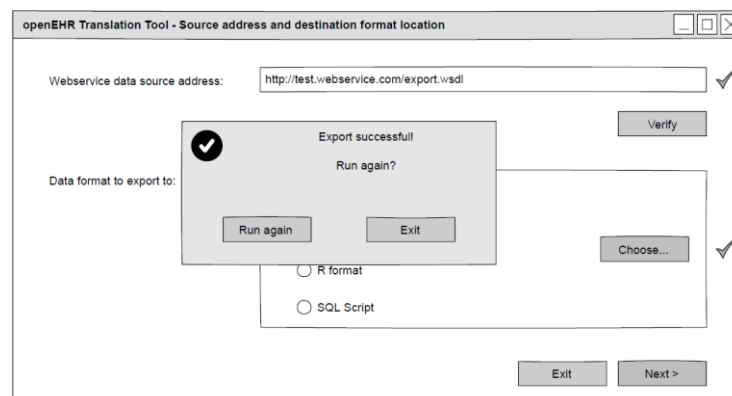 openEHR Translation Tool - Source address and destination format location
Webservice data source address:
http://test.webservice.com/export.wsdl
Verify
Export successful!
Run again?
Data format to export to:
Run again
Exit
Choose...
R format
SQL Script
Exit
Next >